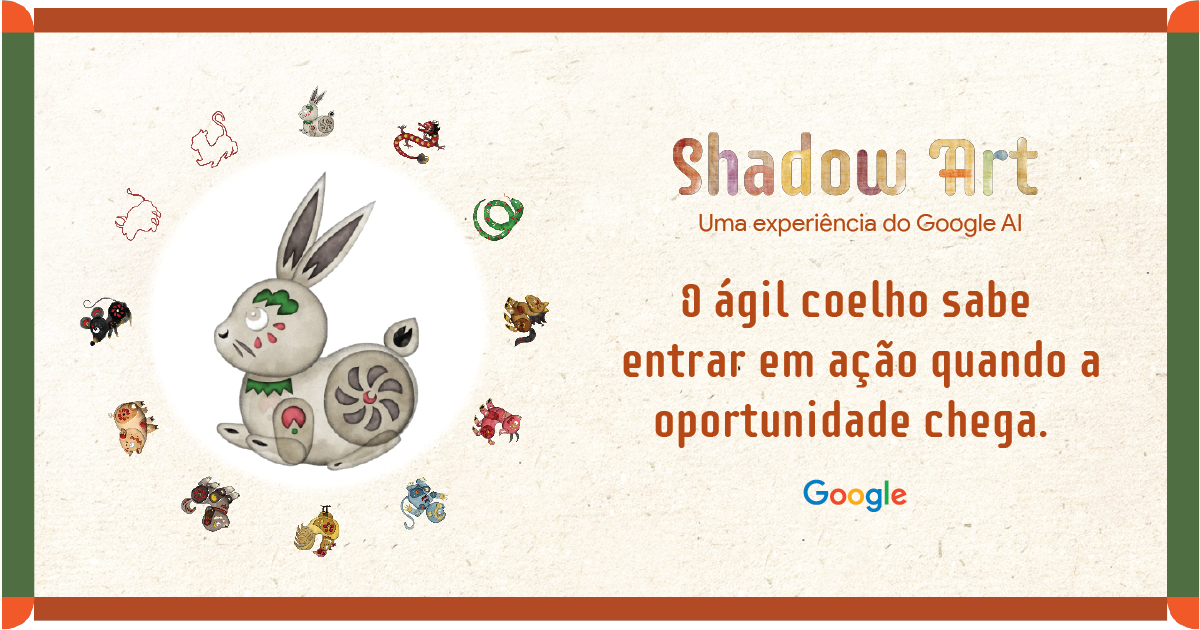 Shadow Art
Uma experiência do Google AI
O ágil coelho sabe
entrar em ação quando a
oportunidade chega.
Google